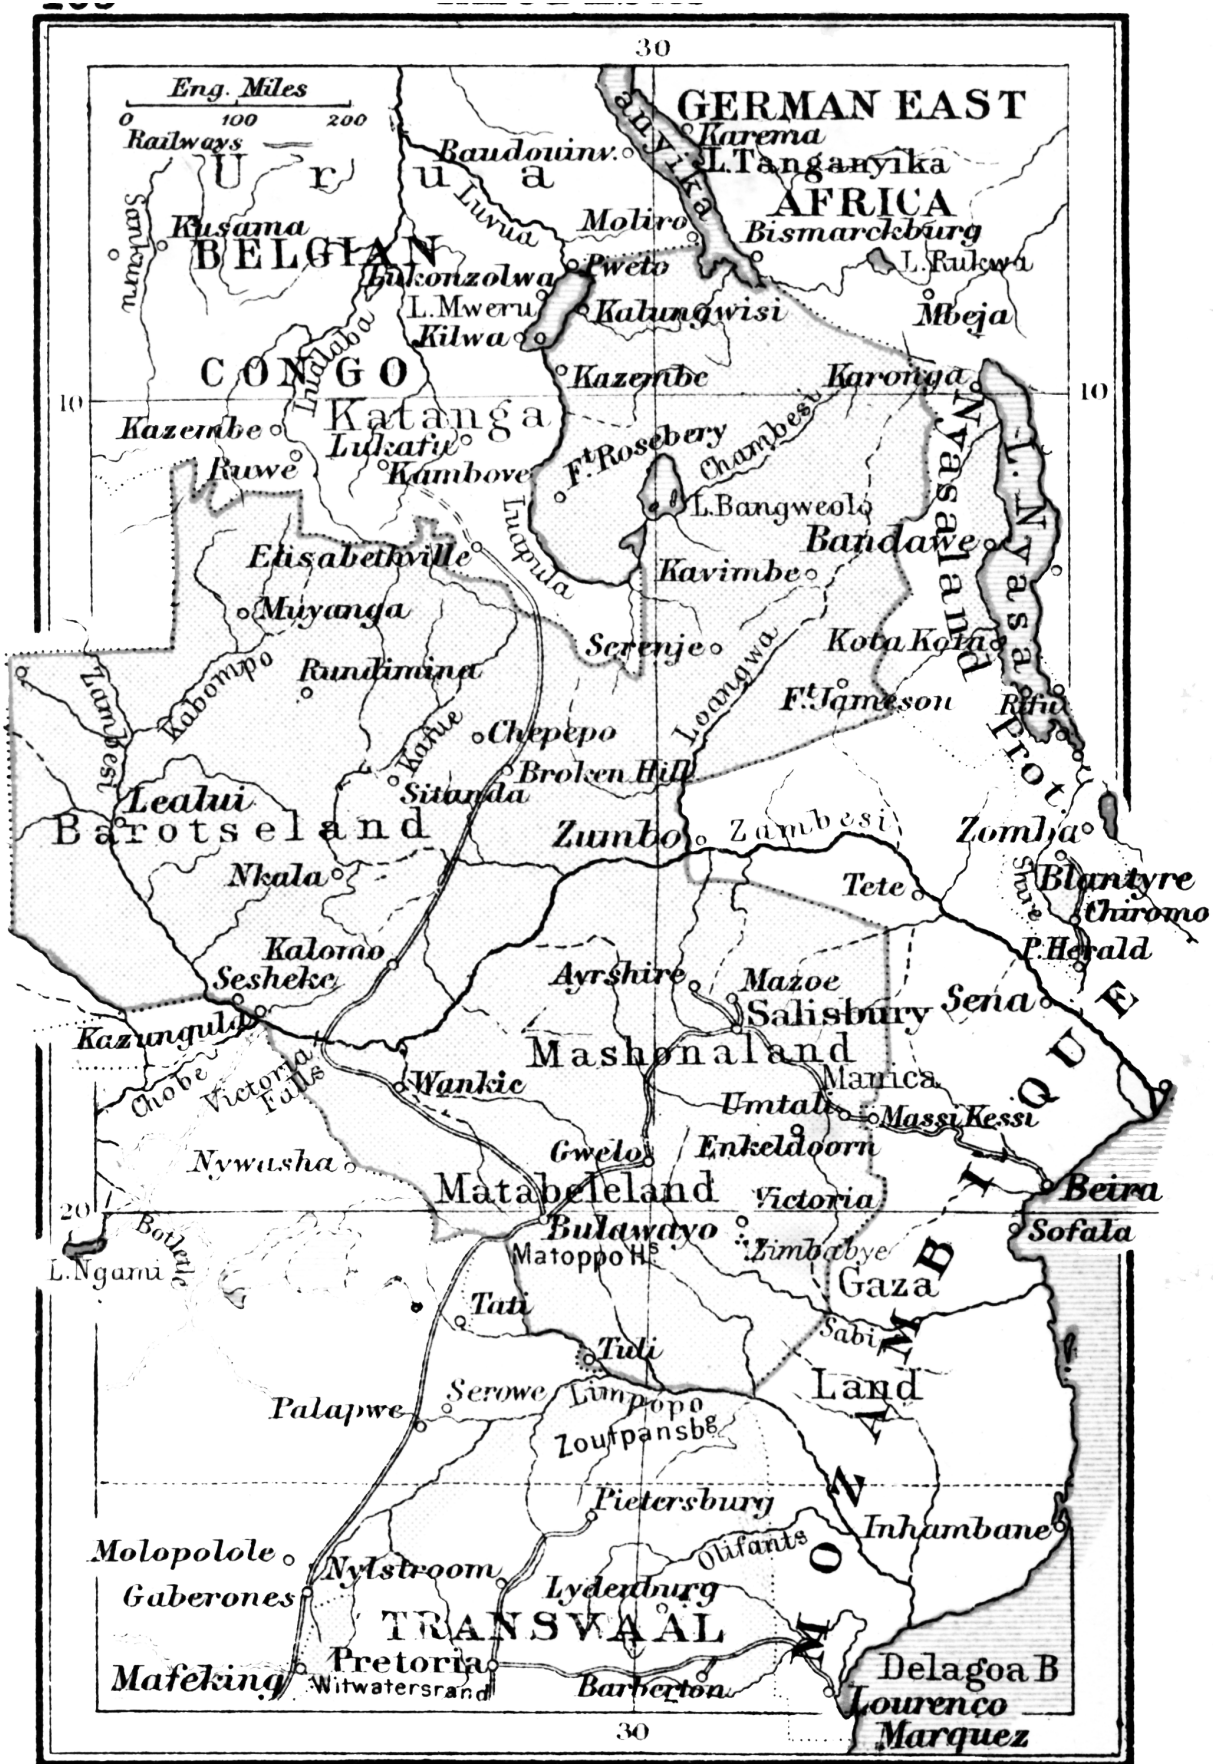 30
Eng. Miles
0 100 200
Railways
GERMAN EAST
Karema
L.Tanganyika
AFRICA
anyika
Baudouinv.
Urua
Luvua
Moliro
Bismarckburg
L.Rukwa
Mbeja
Sankuru
Kusama
BELGIAN
Lukonzolwa
Pweto
L.Mweru
Kalungwisi
Kilwa
CONGO
Kazembe
Karonga
10
10
Katanga
Kazembe
Lukafu
Ruwe
Kambove
Ft. Rosebery
Chambesi
L.Bangweolo
Nyasaland
Prot.
L. Nyasa
Luapula
Bandawe
Elisabethville
Kavimbe
Muyanga
Serenje
Kota Kota
Zambesi
Kabompo
Rundimina
Loangwa
Ft. Jameson
Rifu
Kafue
Chepepo
Broken Hill
Sitanda
Lealui
Barotseland
Zumbo
Zambesi
Zomba
Nkala
Tete
Shire
Blantyre
Chiromo
P.Herald
Kalomo
Sesheke
Ayrshire
Mazoe
Salisbury
Sena
Kazungula
Mashonaland
Chobe
Victoria
Falls
Wankie
Manica
Umtali
Massi Kessi
Enkeldoorn
Gwelo
Nywasha
Matabeleland
Victoria
Beira
20
Bulawayo
Sofala
Botletle
Matoppo Hs.
Zimbabye
L.Ngami
Gaza
Tati
Sabi
Tuli
Land
Palapwe
Serowe
Limpopo
Zoutpansbg.
MOZAMBIQUE
Pietersburg
Inhambane
Olifants
Molopolole
Nylstroom
Gaberones
Lydenburg
TRANSVAAL
Pretoria
Mafeking
Witwatersrand
Barberton
Delagoa B
Lourenço
Marquez
30